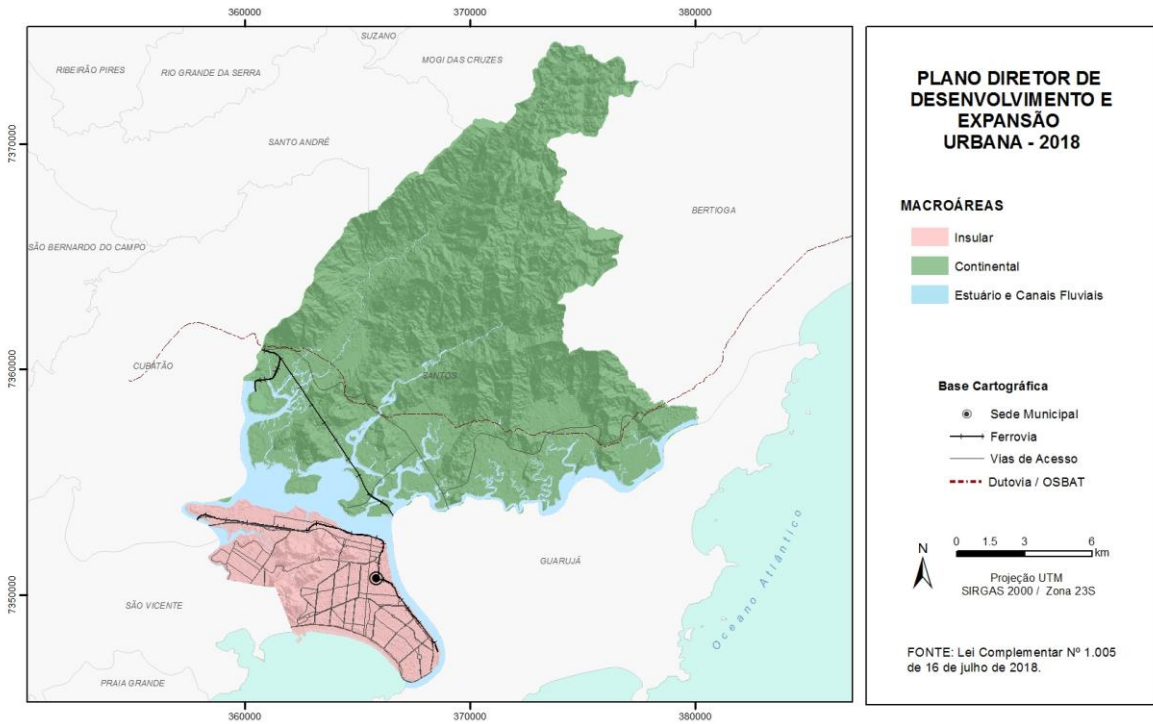 360000
370000
380000
SUZANO
RIBEIRÃO PIRES
RIO GRANDE DA SERRA
MOGI DAS CRUZES
SANTO ANDRÉ
7370000
BERTIOGA
SÃO BERNARDO DO CAMPO
CUBATÃO
7360000
SANTOS
GUARUJÁ
Oceano Atlântico
7350000
SÃO VICENTE
PRAIA GRANDE
360000
370000
380000
PLANO DIRETOR DE
DESENVOLVIMENTO E
EXPANSÃO
URBANA - 2018
MACROÁREAS
Insular
Continental
Estuário e Canais Fluviais
Base Cartográfica
Sede Municipal
Ferrovia
Vias de Acesso
Dutovia / OSBAT
N
0 1.5 3 6
km
Projeção UTM
SIRGAS 2000 / Zona 23S
FONTE: Lei Complementar Nº 1.005
de 16 de julho de 2018.